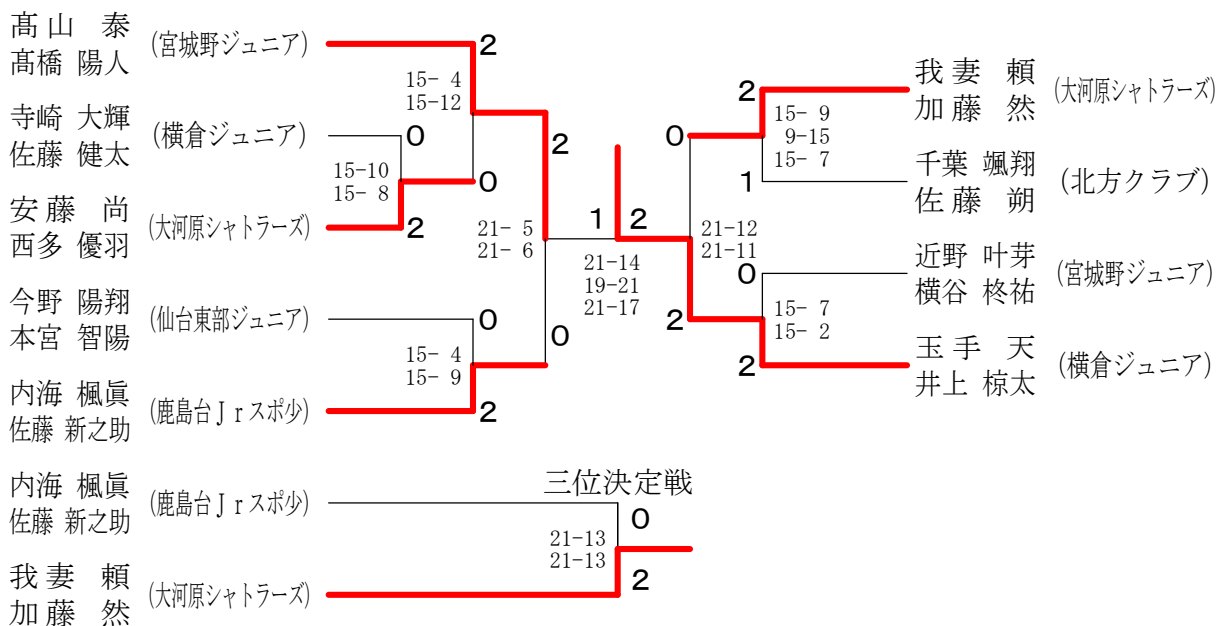 髙山 泰
髙橋 陽人
(宮城野ジュニア)
2
15- 4
15-12
寺崎 大輝
佐藤 健太
(横倉ジュニア)
0
15-10
15- 8
0
安藤 尚
西多 優羽
(大河原シャトラーズ)
2
2
21- 5
21- 6
今野 陽翔
本宮 智陽
(仙台東部ジュニア)
0
15- 4
15- 9
0
内海 楓眞
佐藤 新之助
(鹿島台Jrスポ少)
2
1 2
21-14
19-21
21-17
我妻 頼
加藤 然
(大河原シャトラーズ)
2
15- 9
9-15
15- 7
0
千葉 颯翔
佐藤 朔
(北方クラブ)
1
21-12
21-11
近野 叶芽
横谷 柊祐
(宮城野ジュニア)
0
15- 7
15- 2
2
玉手 天
井上 椋太
(横倉ジュニア)
2
三位決定戦
内海 楓眞
佐藤 新之助
(鹿島台Jrスポ少)
0
21-13
21-13
我妻 頼
加藤 然
(大河原シャトラーズ)
2